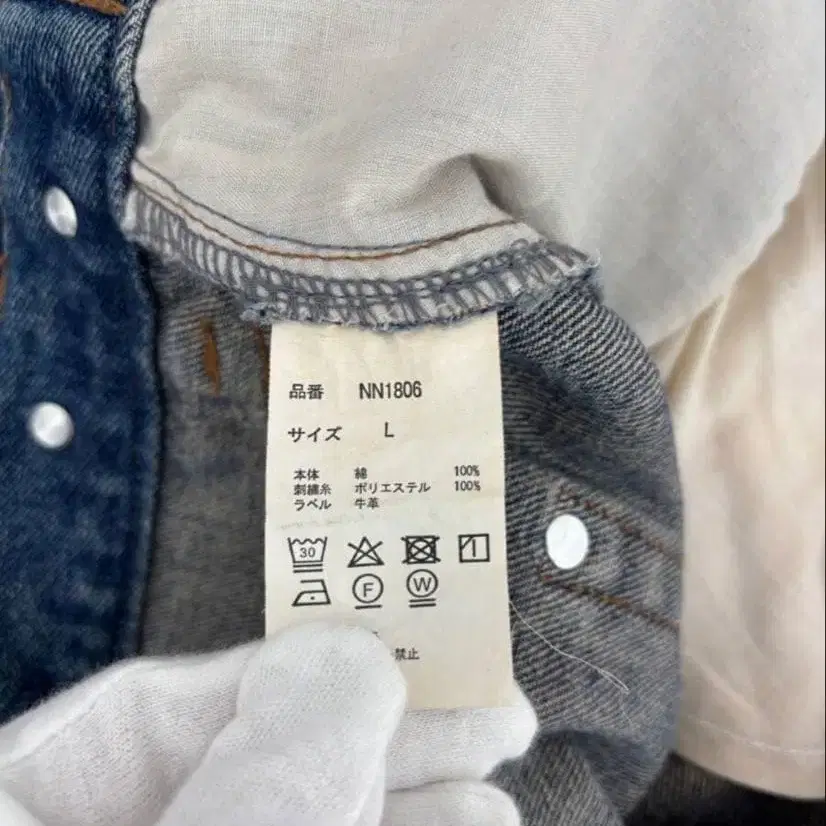 品番 NN1806
サイズ L
本体 綿 100%
刺繍糸 ポリエステル 100%
ラベル 牛革
30
F W
禁止